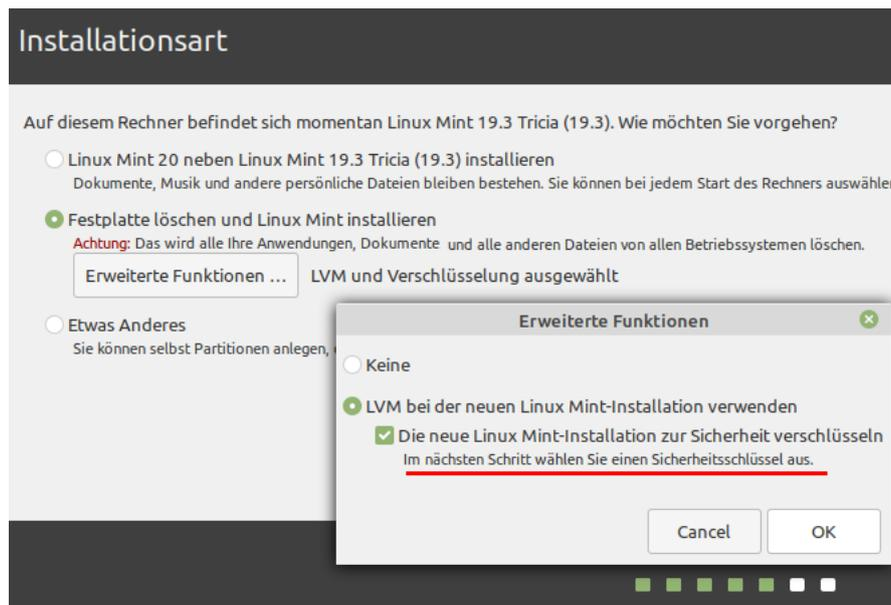 Installationsart
Auf diesem Rechner befindet sich momentan Linux Mint 19.3 Tricia (19.3). Wie möchten Sie vorgehen?
Linux Mint 20 neben Linux Mint 19.3 Tricia (19.3) installieren
Dokumente, Musik und andere persönliche Dateien bleiben bestehen. Sie können bei jedem Start des Rechners
Festplatte löschen und Linux Mint installieren
Achtung: Das wird alle Ihre Anwendungen, Dokumente und alle anderen Dateien von allen Betriebssystemen löschen.
Erweiterte Funktionen ... LVM und Verschlüsselung ausgewählt
Etwas Anderes
Sie können selbst Partitionen anlegen,
Erweiterte Funktionen
Keine
LVM bei der neuen Linux Mint-Installation verwenden
Die neue Linux Mint-Installation zur Sicherheit verschlüsseln
Im nächsten Schritt wählen Sie einen Sicherheitsschlüssel aus.
Cancel OK